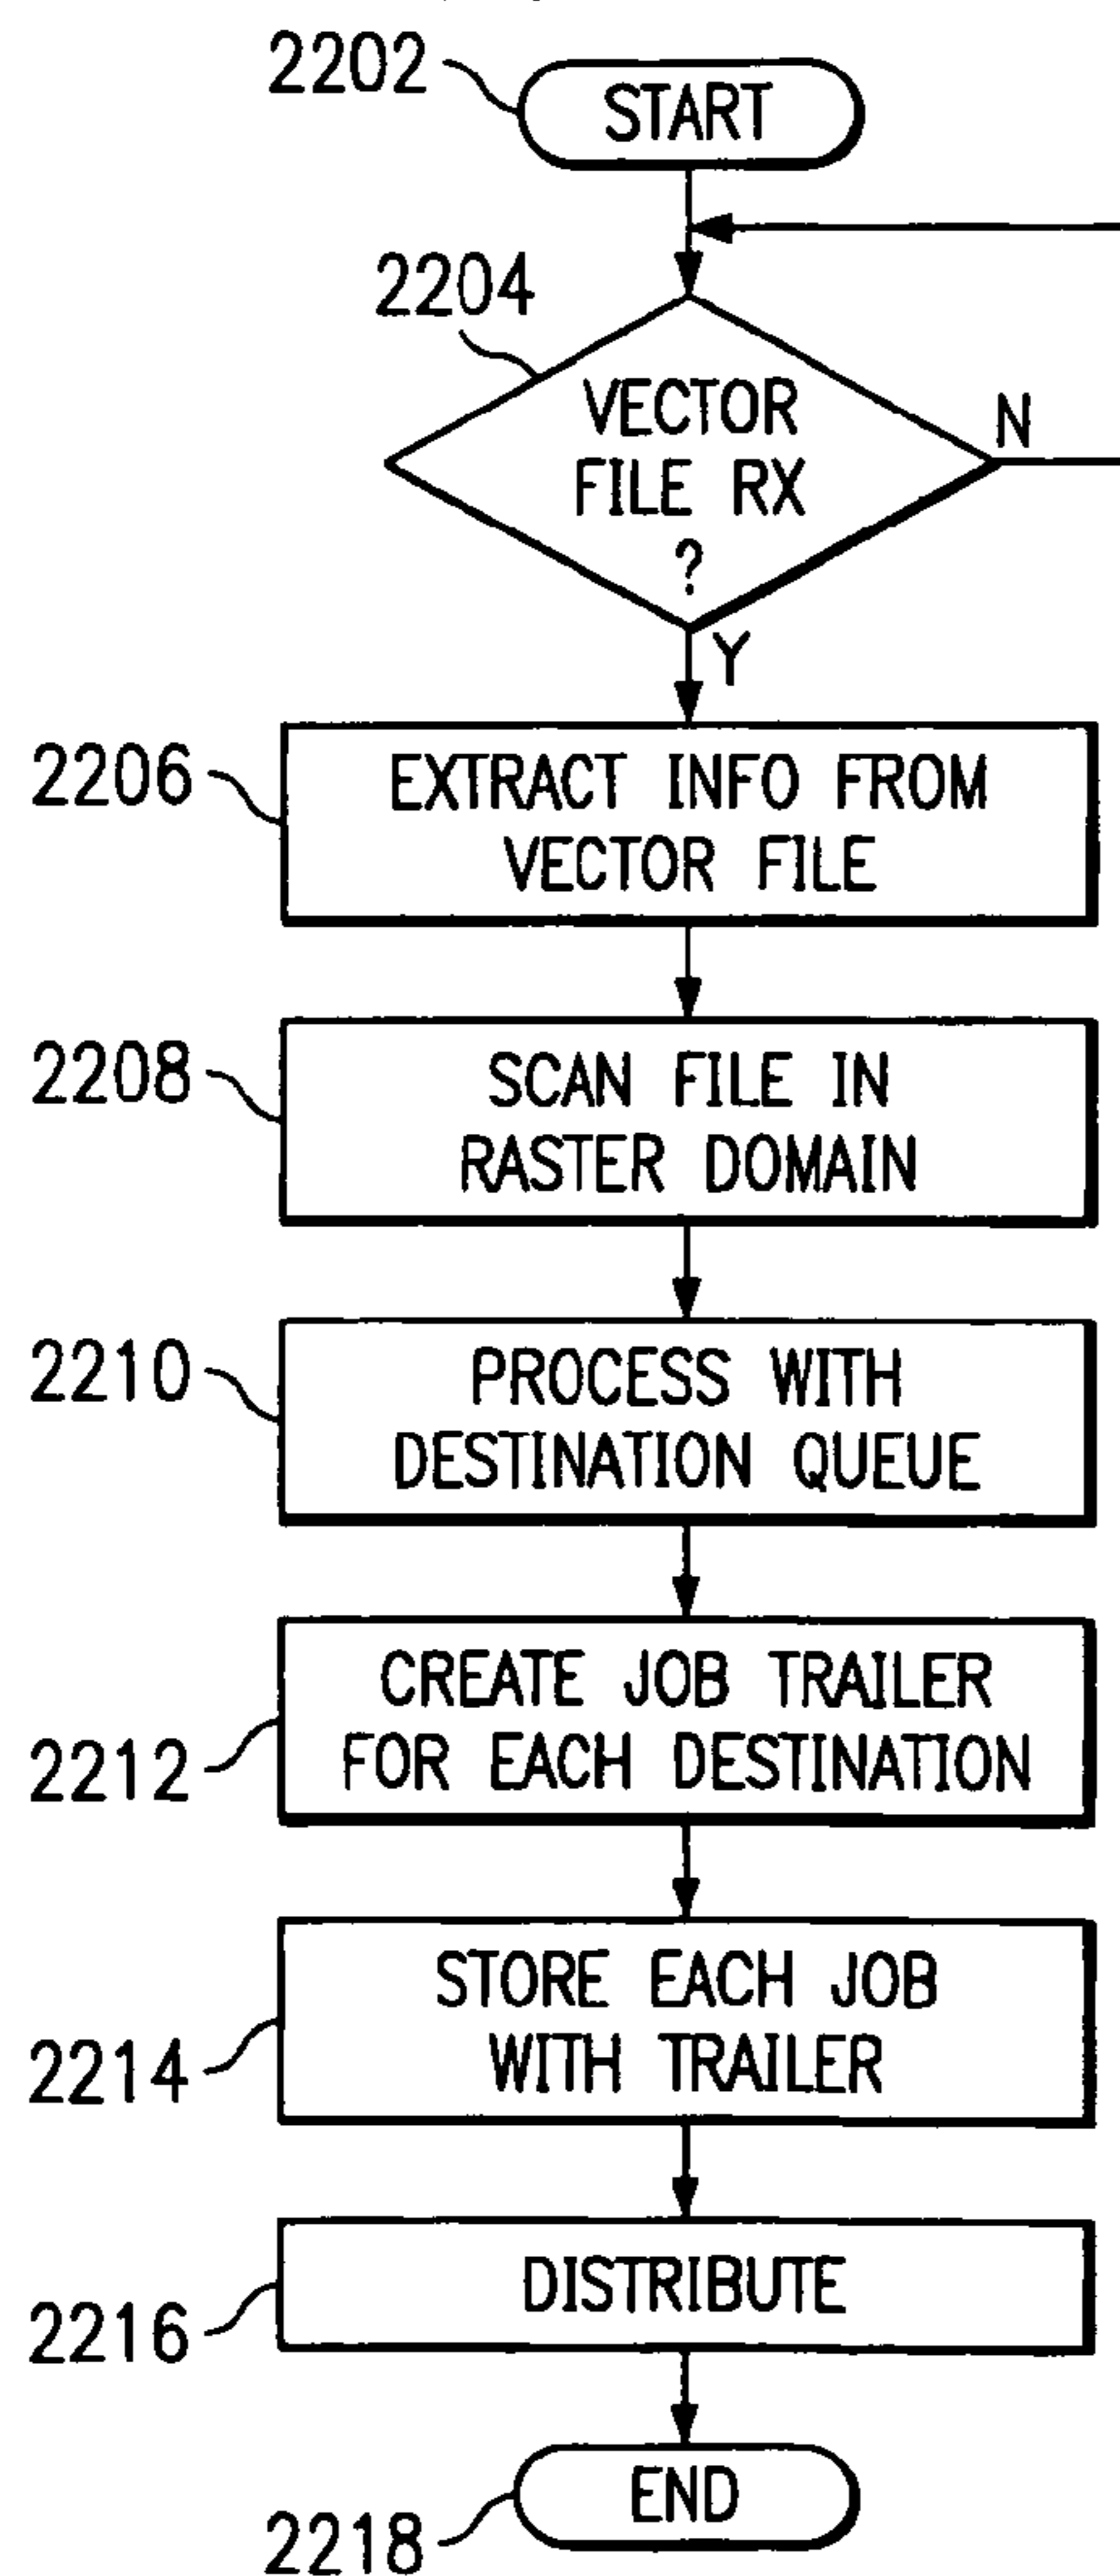 2202
START
2204
VECTOR
FILE RX
?
N
Y
2206
EXTRACT INFO FROM
VECTOR FILE
2208
SCAN FILE IN
RASTER DOMAIN
2210
PROCESS WITH
DESTINATION QUEUE
2212
CREATE JOB TRAILER
FOR EACH DESTINATION
2214
STORE EACH JOB
WITH TRAILER
2216
DISTRIBUTE
2218
END